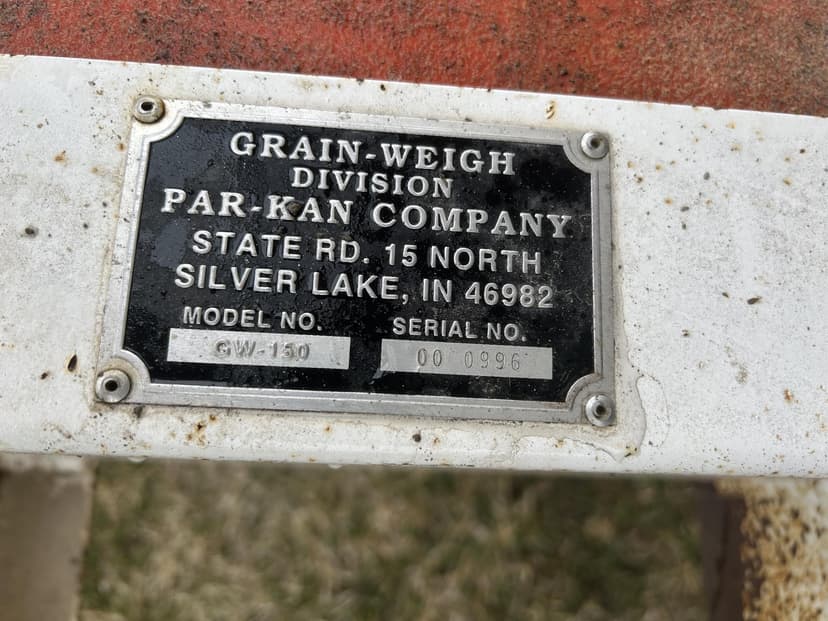 GRAIN-WEIGH
DIVISION
PAR-KAN COMPANY
STATE RD. 15 NORTH
SILVER LAKE, IN 46982
MODEL NO. SERIAL NO.
GW-150 00 0996